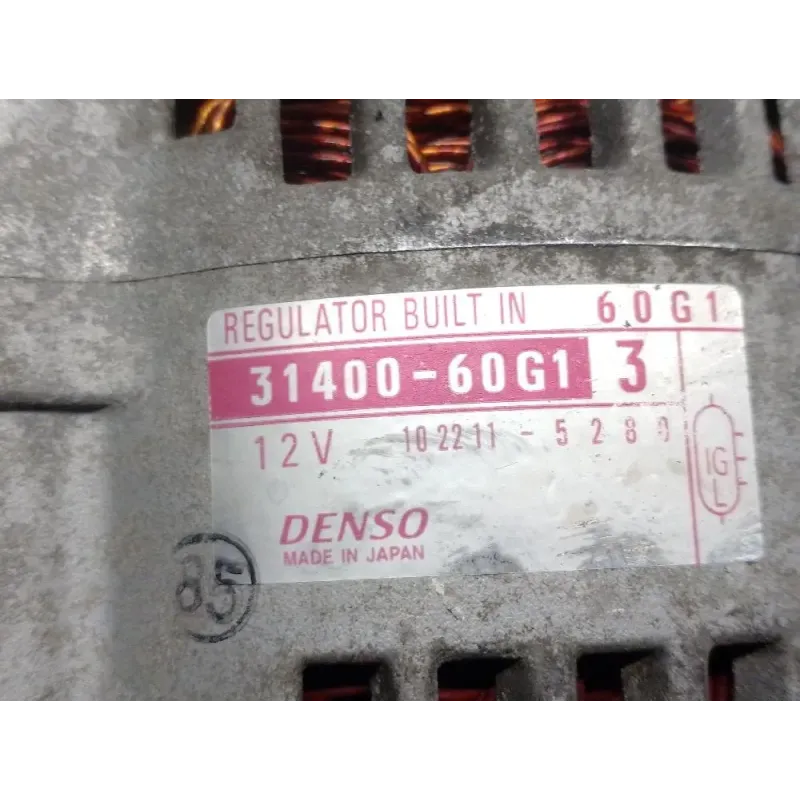 REGULATOR BUILT IN 60G1
31400-60G1 3
12V 102211-5280
IG
L
DENSO
MADE IN JAPAN
85